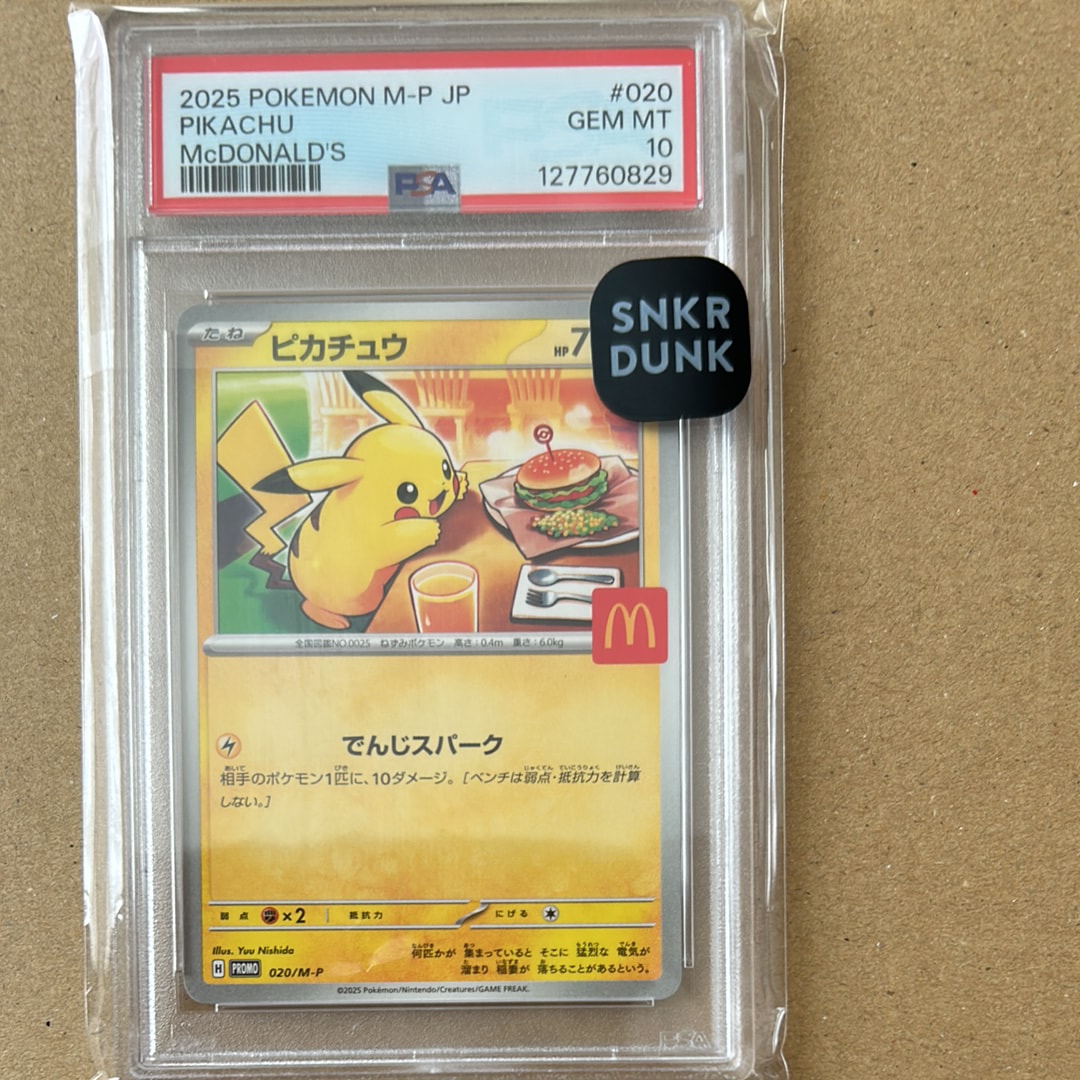 2025 POKEMON M-P JP #020
PIKACHU GEM MT
McDONALD'S 10
PSA 127760829
SNKR
DUNK
たね ピカチュウ HP 7
全国図鑑NO.0025 ねずみポケモン 高さ:0.4m 重さ:6.0kg
でんじスパーク
相手のポケモン1匹に、10ダメージ。[ベンチは弱点・抵抗力を計算
しない。]
弱点 ×2 抵抗力 にげる
Illus. Yuu Nishida
何匹かが 集まっていると そこに 猛烈な 電気が
溜まり 稲妻が 落ちることがあるという。
H PROMO 020/M-P
©2025 Pokémon/Nintendo/Creatures/GAME FREAK.
PSA